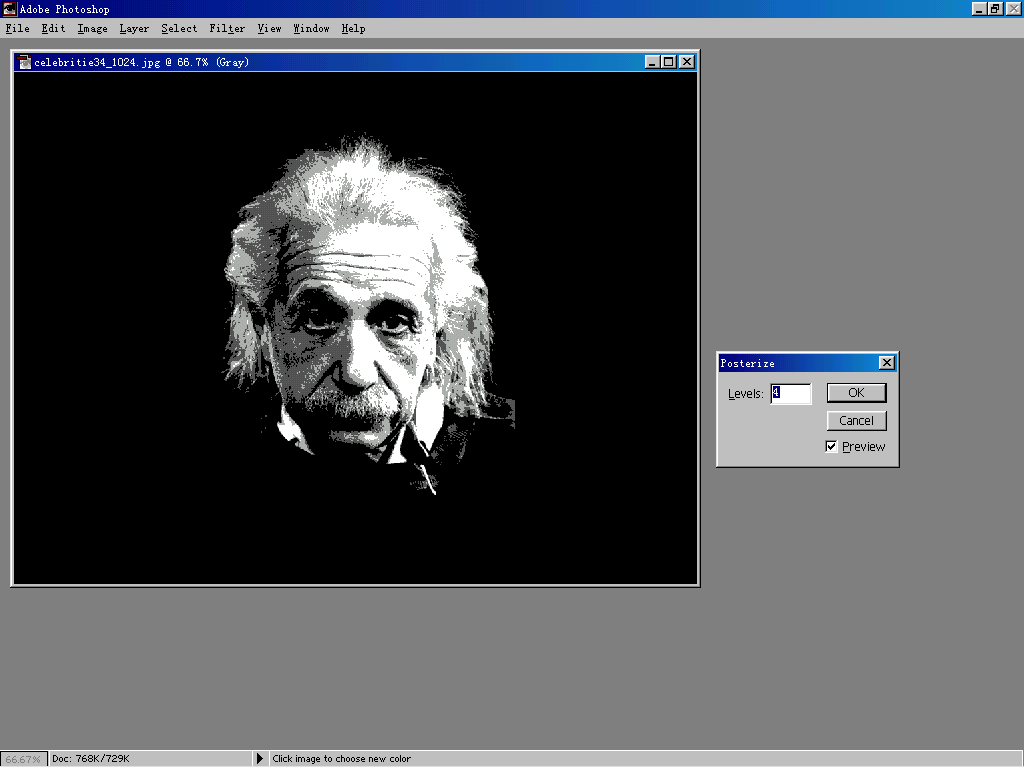 Adobe Photoshop
File Edit Image Layer Select Filter View Window Help
celebritie34_1024.jpg @ 66.7% (Gray)
Posterize
Levels: 4
OK
Cancel
Preview
66.67% Doc: 768K/729K Click image to choose new color